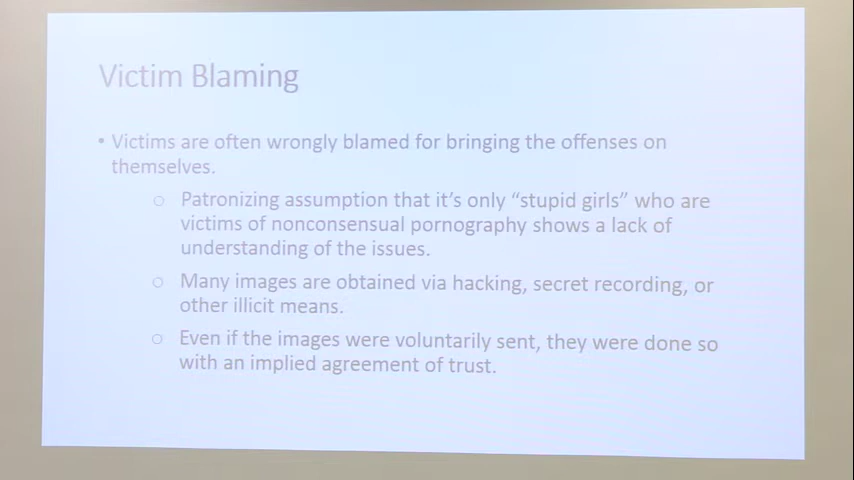 Victim Blaming
• Victims are often wrongly blamed for bringing the offenses on
themselves.
○ Patronizing assumption that it's only “stupid girls” who are
victims of nonconsensual pornography shows a lack of
understanding of the issues.
○ Many images are obtained via hacking, secret recording, or
other illicit means.
○ Even if the images were voluntarily sent, they were done so
with an implied agreement of trust.